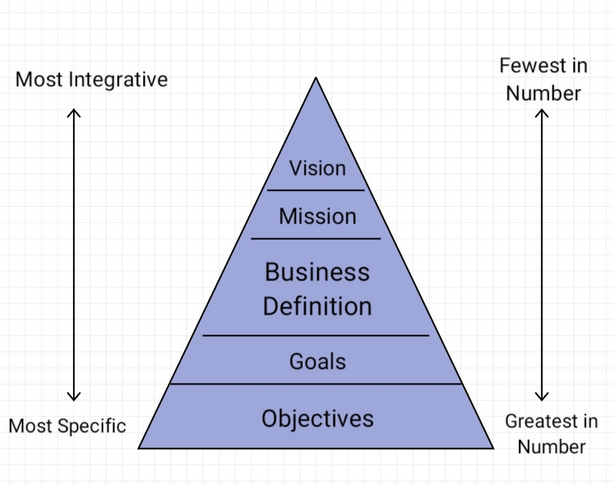 Most Integrative
Fewest in
Number
Vision
Mission
Business
Definition
Goals
Objectives
Most Specific
Greatest in
Number